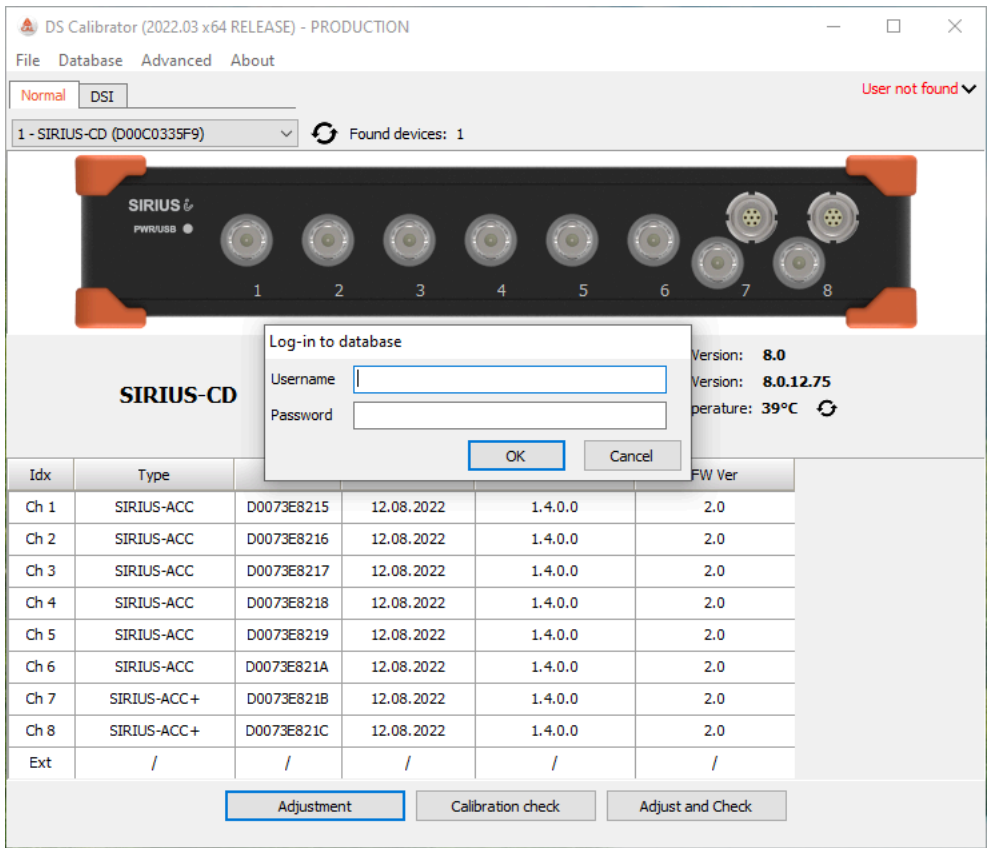 DS Calibrator (2022.03 x64 RELEASE) - PRODUCTION
File Database Advanced About
Normal DSI User not found
1 - SIRIUS-CD (D00C0335F9) Found devices: 1
SIRIUS i
PWR/USB
1 2 3 4 5 6 7 8
Log-in to database
Username
Password
OK Cancel
SIRIUS-CD
Version: 8.0
Version: 8.0.12.75
perature: 39°C
Idx Type FW Ver
Ch 1 SIRIUS-ACC D0073E8215 12.08.2022 1.4.0.0 2.0
Ch 2 SIRIUS-ACC D0073E8216 12.08.2022 1.4.0.0 2.0
Ch 3 SIRIUS-ACC D0073E8217 12.08.2022 1.4.0.0 2.0
Ch 4 SIRIUS-ACC D0073E8218 12.08.2022 1.4.0.0 2.0
Ch 5 SIRIUS-ACC D0073E8219 12.08.2022 1.4.0.0 2.0
Ch 6 SIRIUS-ACC D0073E821A 12.08.2022 1.4.0.0 2.0
Ch 7 SIRIUS-ACC+ D0073E821B 12.08.2022 1.4.0.0 2.0
Ch 8 SIRIUS-ACC+ D0073E821C 12.08.2022 1.4.0.0 2.0
Ext / / / / /
Adjustment Calibration check Adjust and Check